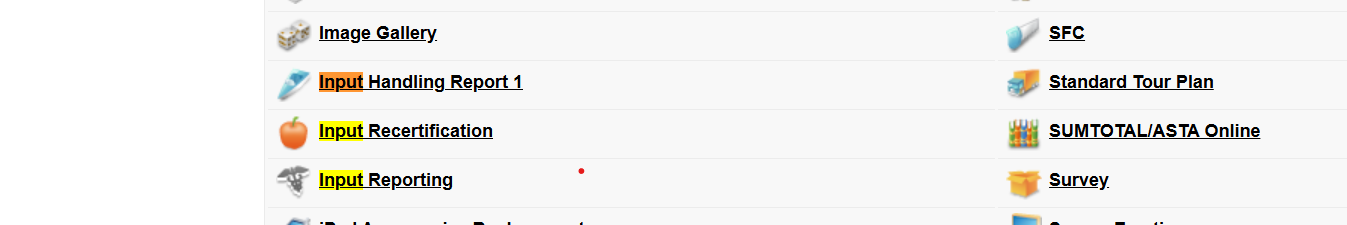 Image Gallery
SFC
Input Handling Report 1
Standard Tour Plan
Input Recertification
SUMTOTAL/ASTA Online
Input Reporting
Survey